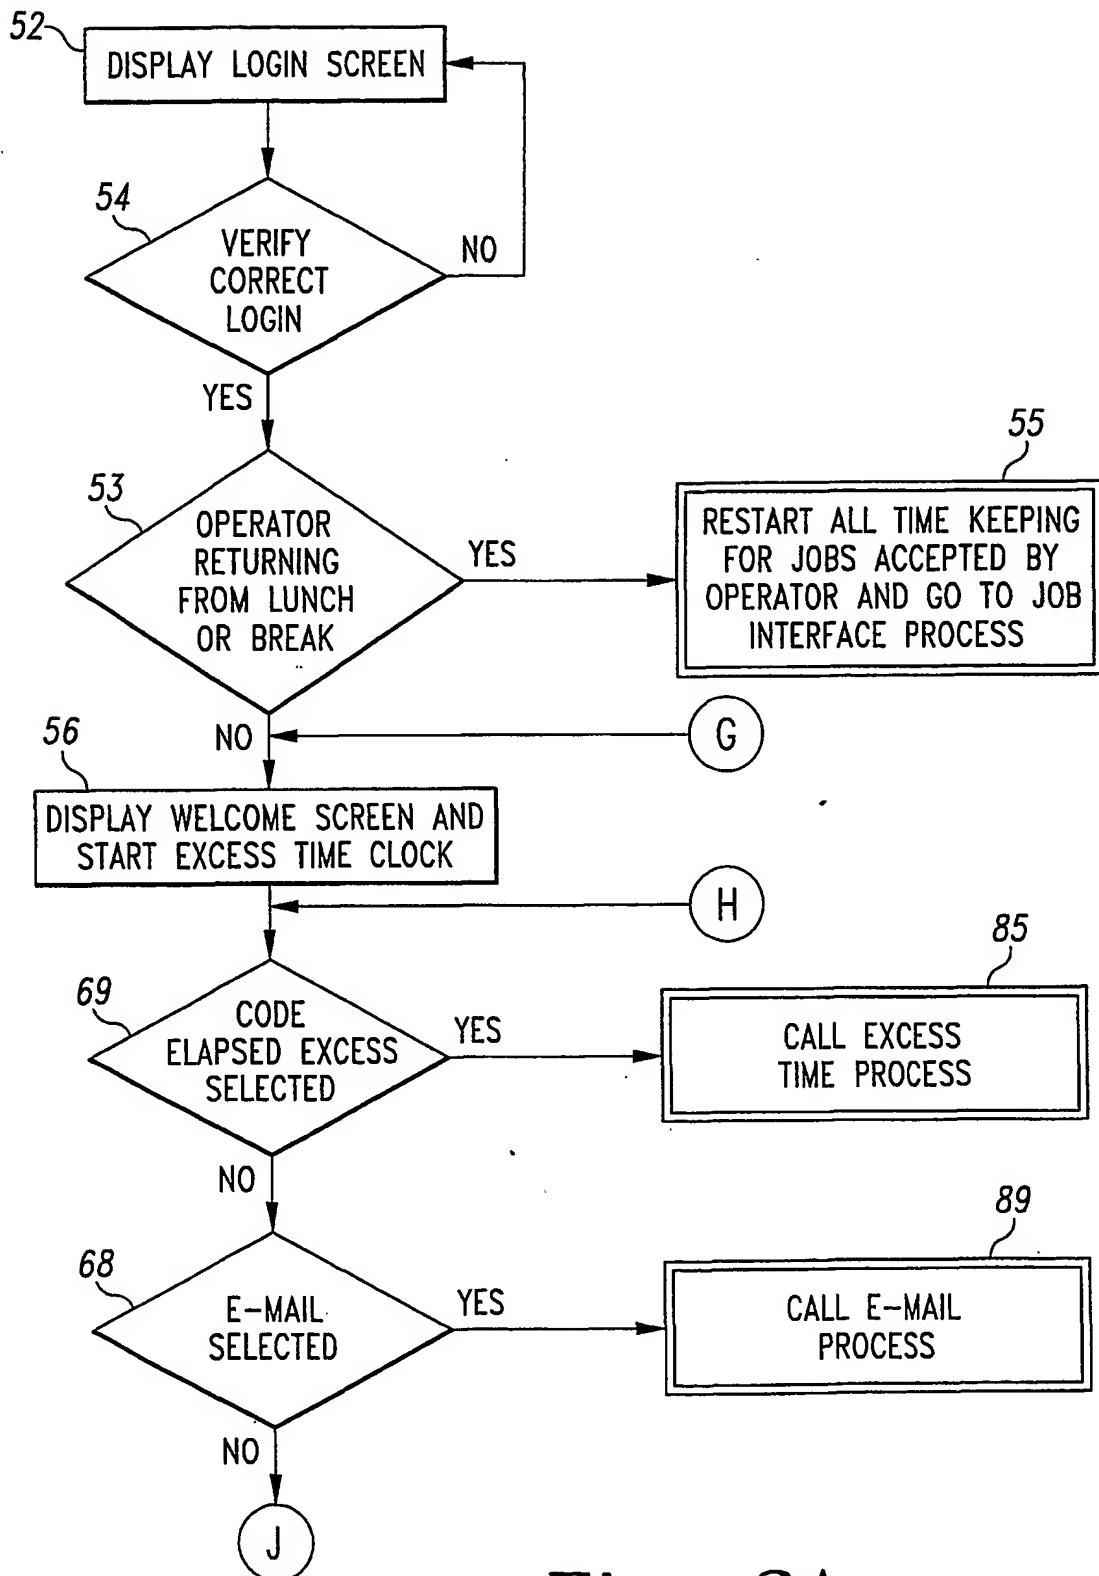 52
DISPLAY LOGIN SCREEN
54
VERIFY
CORRECT
LOGIN
NO
YES
53
OPERATOR
RETURNING
FROM LUNCH
OR BREAK
YES
55
RESTART ALL TIME KEEPING
FOR JOBS ACCEPTED BY
OPERATOR AND GO TO JOB
INTERFACE PROCESS
NO
G
56
DISPLAY WELCOME SCREEN AND
START EXCESS TIME CLOCK
H
69
CODE
ELAPSED EXCESS
SELECTED
YES
85
CALL EXCESS
TIME PROCESS
NO
68
E-MAIL
SELECTED
YES
89
CALL E-MAIL
PROCESS
NO
J